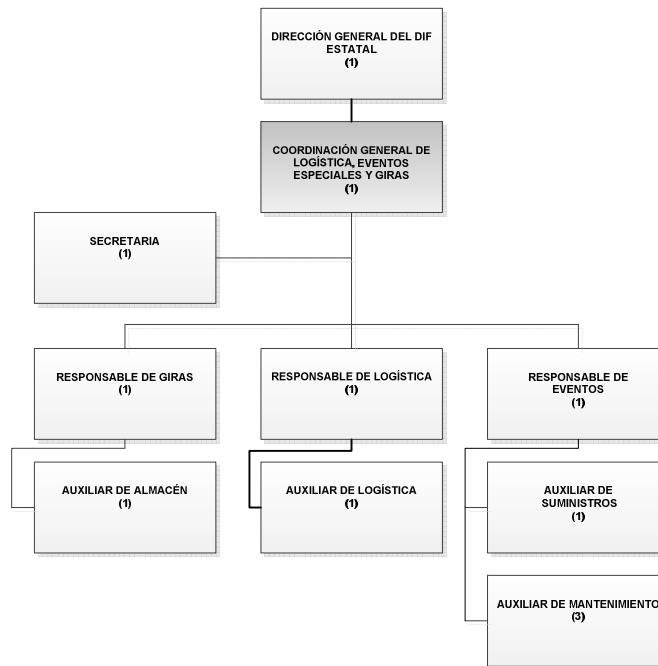 DIRECCIÓN GENERAL DEL DIF
ESTATAL
(1)
COORDINACIÓN GENERAL DE
LOGÍSTICA, EVENTOS
ESPECIALES Y GIRAS
(1)
SECRETARIA
(1)
RESPONSABLE DE GIRAS
(1)
RESPONSABLE DE LOGÍSTICA
(1)
RESPONSABLE DE
EVENTOS
(1)
AUXILIAR DE ALMACÉN
(1)
AUXILIAR DE LOGÍSTICA
(1)
AUXILIAR DE
SUMINISTROS
(1)
AUXILIAR DE MANTENIMIENTO
(3)